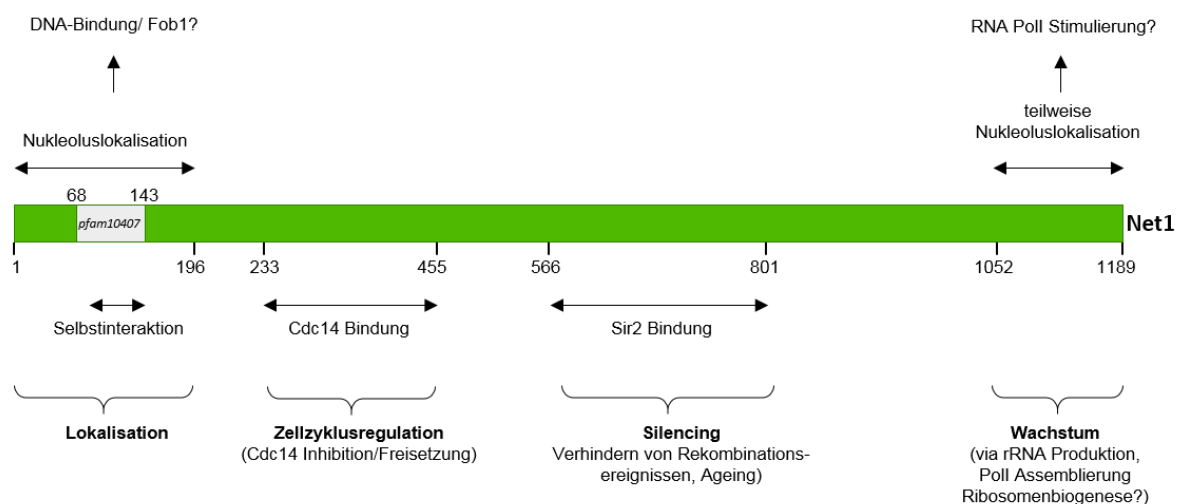 DNA-Bindung/ Fob1?
RNA PolI Stimulierung?
Nukleoluslokalisation
teilweise
Nukleoluslokalisation
68
143
pfam10407
Net1
1
196
233
455
566
801
1052
1189
Selbstinteraktion
Cdc14 Bindung
Sir2 Bindung
Lokalisation
Zellzyklusregulation
(Cdc14 Inhibition/Freisetzung)
Silencing
Verhindern von Rekombinations-
ereignissen, Ageing)
Wachstum
(via rRNA Produktion,
PolI Assemblierung
Ribosomenbiogenese?)